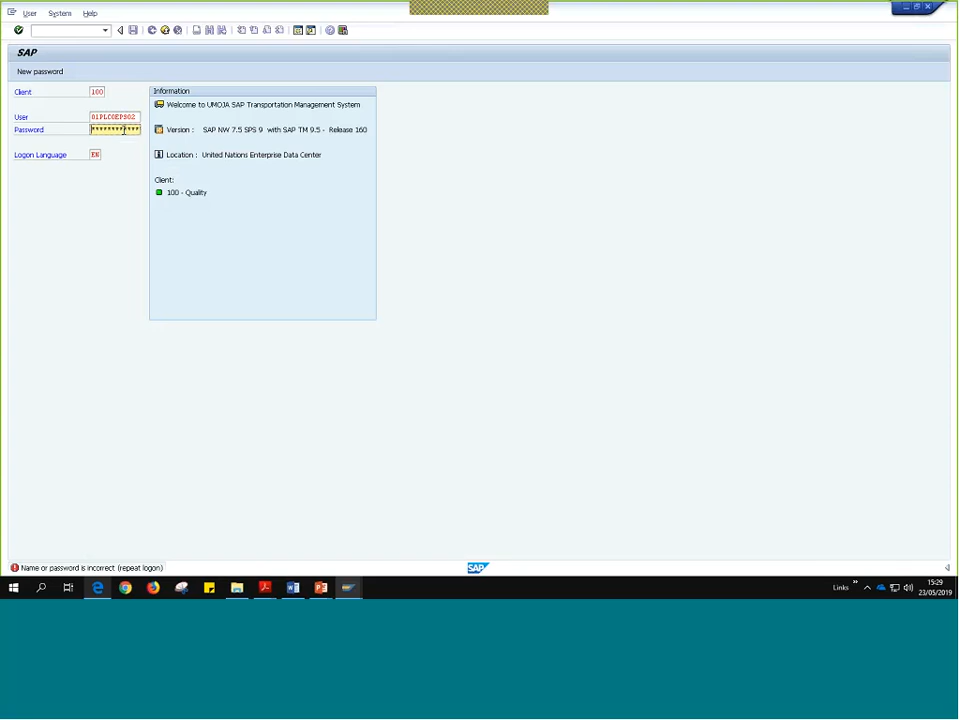 User System Help
SAP
New password
Client 100
User 01PLCOEPS02
Password ************
Logon Language EN
Information
Welcome to UMOJA SAP Transportation Management System
Version : SAP NW 7.5 SPS 9 with SAP TM 9.5 - Release 160
Location : United Nations Enterprise Data Center
Client:
100 - Quality
Name or password is incorrect (repeat logon)
SAP
Links
15:29
23/05/2019